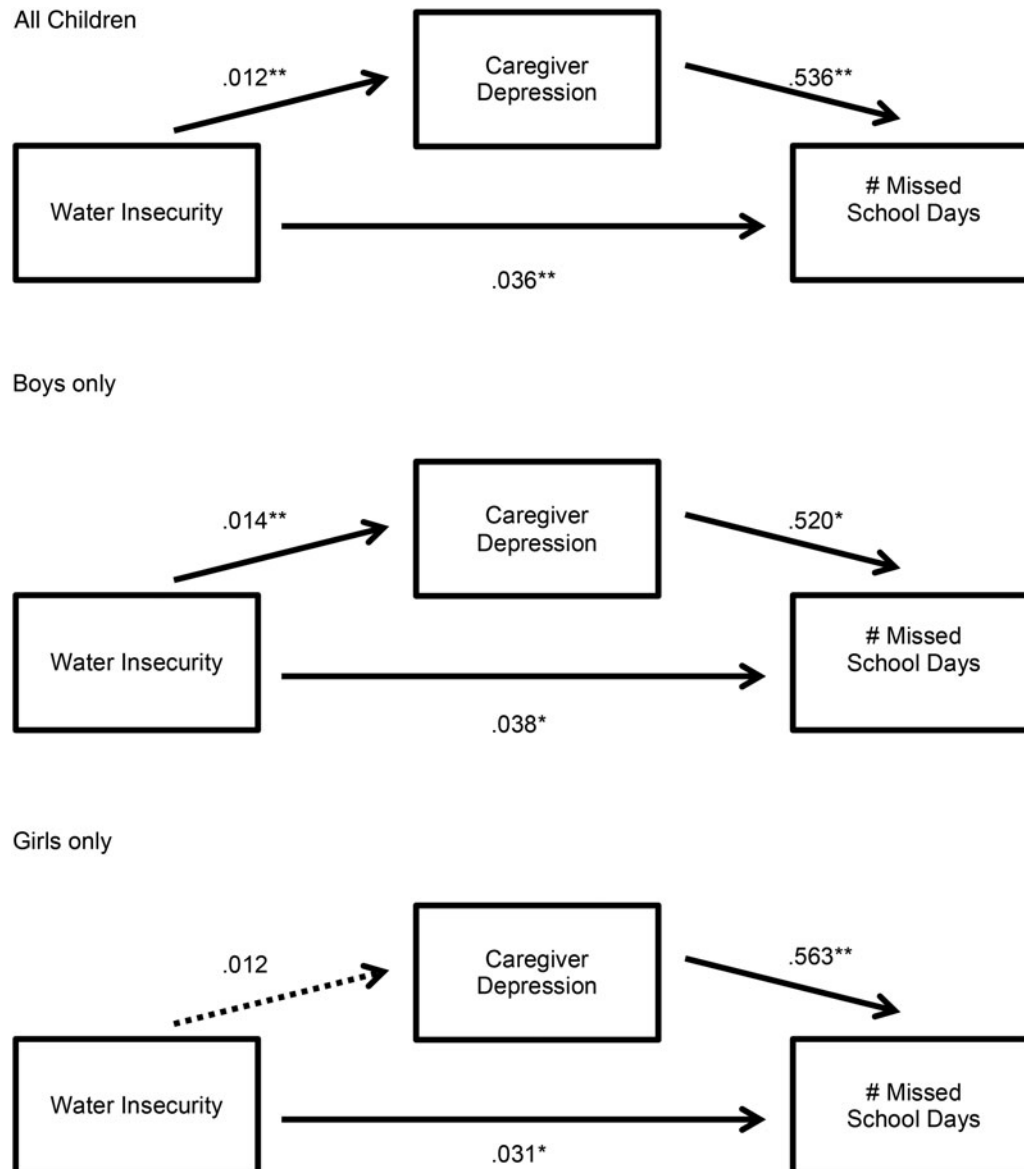 All Children
Caregiver
Depression
.012**
.536**
Water Insecurity
# Missed
School Days
.036**
Boys only
Caregiver
Depression
.014**
.520*
Water Insecurity
# Missed
School Days
.038*
Girls only
Caregiver
Depression
.012
.563**
Water Insecurity
# Missed
School Days
.031*